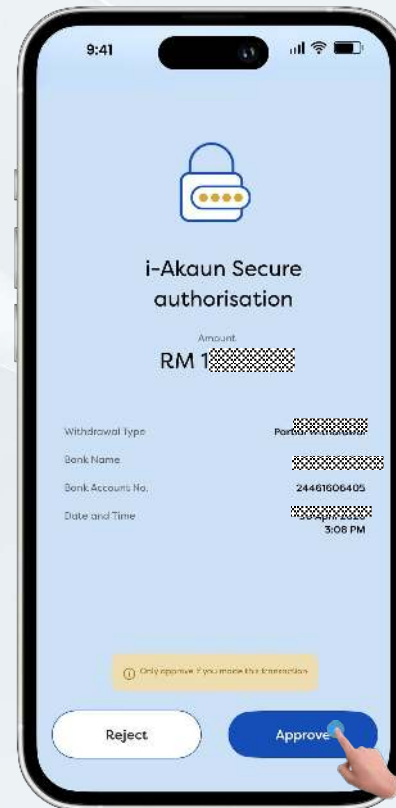 9:41
i-Akaun Secure
authorisation
Amount
RM 1
Withdrawal Type
Bank Name
Bank Account No. 24461606405
Date and Time
3:08 PM
Only approve if you made this transaction
Reject Approve